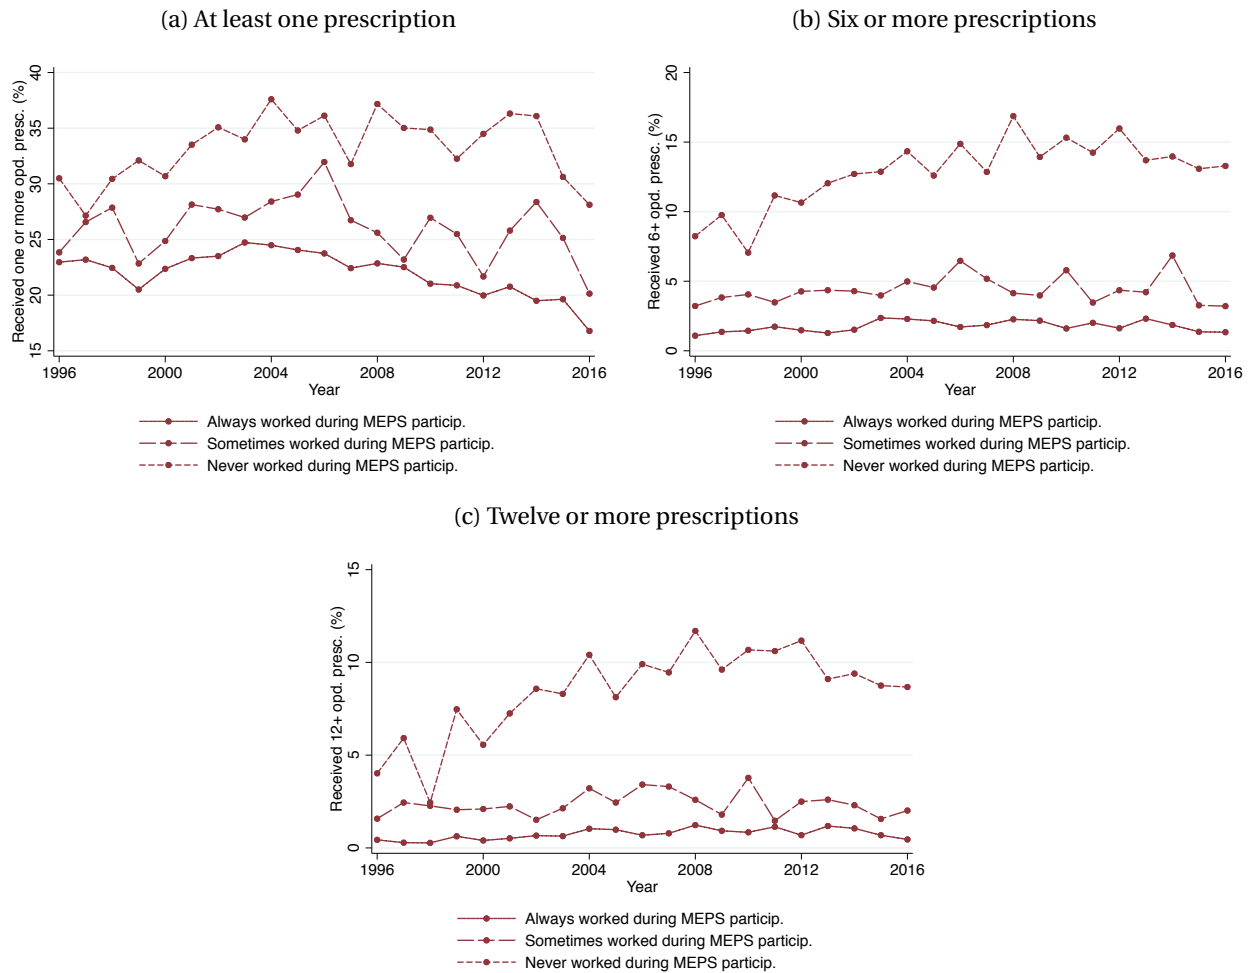 (a) At least one prescription
Received one or more opd. presc. (%)
40
35
30
25
20
15
1996 2000 2004 2008 2012 2016
Year
Always worked during MEPS particip.
Sometimes worked during MEPS particip.
Never worked during MEPS particip.
(b) Six or more prescriptions
Received 6+ opd. presc. (%)
20
15
10
5
0
1996 2000 2004 2008 2012 2016
Year
Always worked during MEPS particip.
Sometimes worked during MEPS particip.
Never worked during MEPS particip.
(c) Twelve or more prescriptions
Received 12+ opd. presc. (%)
15
10
5
0
1996 2000 2004 2008 2012 2016
Year
Always worked during MEPS particip.
Sometimes worked during MEPS particip.
Never worked during MEPS particip.